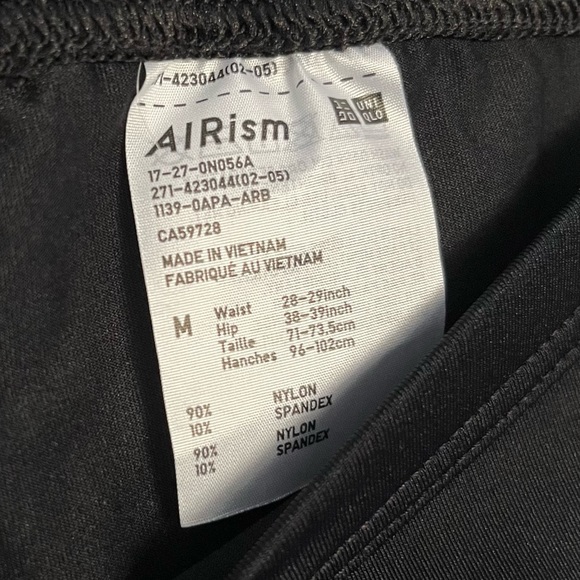 71-423044(02-05)
AIRism
UNI
QLO
17-27-0N056A
271-423044(02-05)
1139-0APA-ARB
CA59728
MADE IN VIETNAM
FABRIQUÉ AU VIETNAM
M
Waist 28-29inch
Hip 38-39inch
Taille 71-73.5cm
Hanches 96-102cm
90% NYLON
10% SPANDEX
90% NYLON
10% SPANDEX